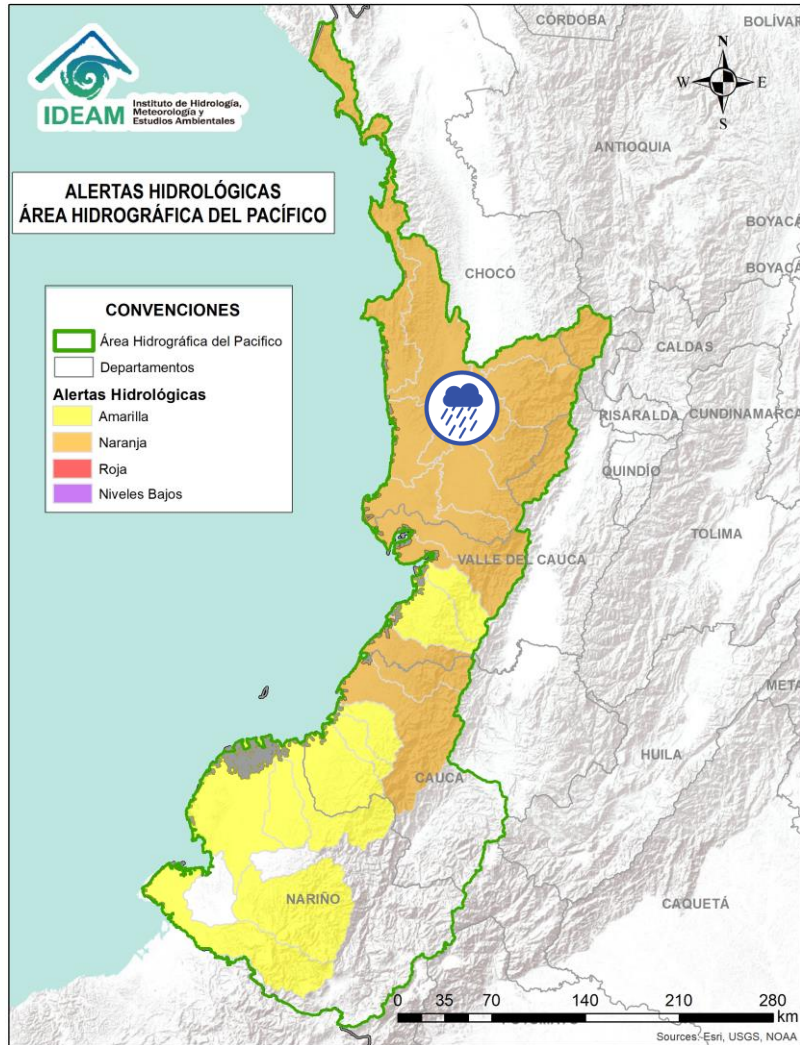 IDEAM
Instituto de Hidrología,
Meteorología y
Estudios Ambientales
ALERTAS HIDROLÓGICAS
ÁREA HIDROGRÁFICA DEL PACÍFICO
CONVENCIONES
Área Hidrográfica del Pacifico
Departamentos
Alertas Hidrológicas
Amarilla
Naranja
Roja
Niveles Bajos
N
W E
S
CÓRDOBA
BOLÍVAR
ANTIOQUIA
BOYACÁ
BOYACÁ
CHOCÓ
CALDAS
RISARALDA
CUNDINAMARCA
QUINDÍO
TOLIMA
VALLE DEL CAUCA
META
HUILA
CAUCA
NARIÑO
CAQUETÁ
0 35 70 140 210 280
km
Sources: Esri, USGS, NOAA